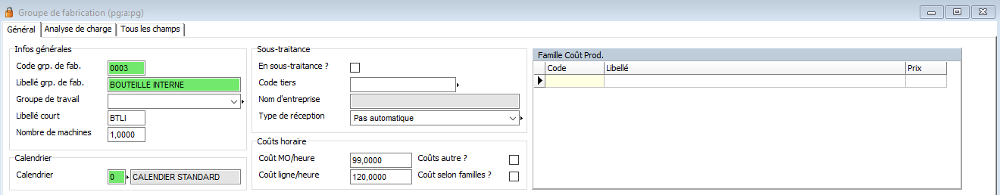 Groupe de fabrication (pg:a:pg)
Général Analyse de charge Tous les champs
Infos générales
Code grp. de fab. 0003
Libellé grp. de fab. BOUTEILLE INTERNE
Groupe de travail
Libellé court BTLI
Nombre de machines 1,0000
Calendrier
Calendrier 0 CALENDIER STANDARD
Sous-traitance
En sous-traitance ?
Code tiers
Nom d'entreprise
Type de réception Pas automatique
Coûts horaire
Coût MO/heure 99,0000 Coûts autre ?
Coût ligne/heure 120,0000 Coût selon familles ?
Famille Coût Prod.
Code Libellé Prix